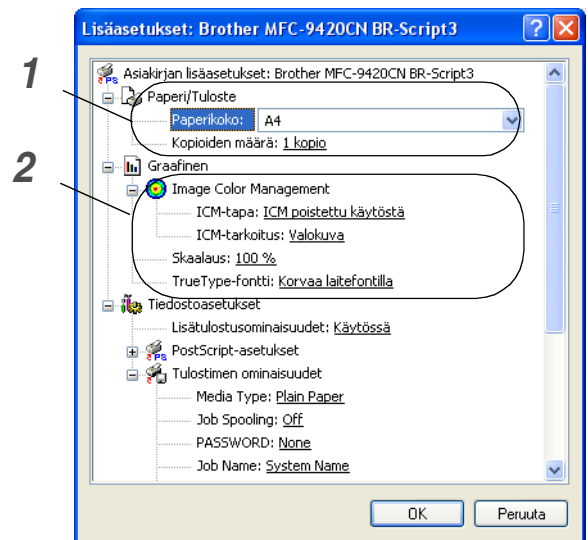 Lisäasetukset: Brother MFC-9420CN BR-Script3
1
Asiakirjan lisäasetukset: Brother MFC-9420CN BR-Script3
Paperi/Tuloste
Paperikoko: A4
Kopioiden määrä: 1 kopio
2
Graafinen
Image Color Management
ICM-tapa: ICM poistettu käytöstä
ICM-tarkoitus: Valokuva
Skaalaus: 100 %
TrueType-fontti: Korvaa laitefontilla
Tiedostoasetukset
Lisätulostusominaisuudet: Käytössä
PostScript-asetukset
Tulostimen ominaisuudet
Media Type: Plain Paper
Job Spooling: Off
PASSWORD: None
Job Name: System Name
OK Peruuta